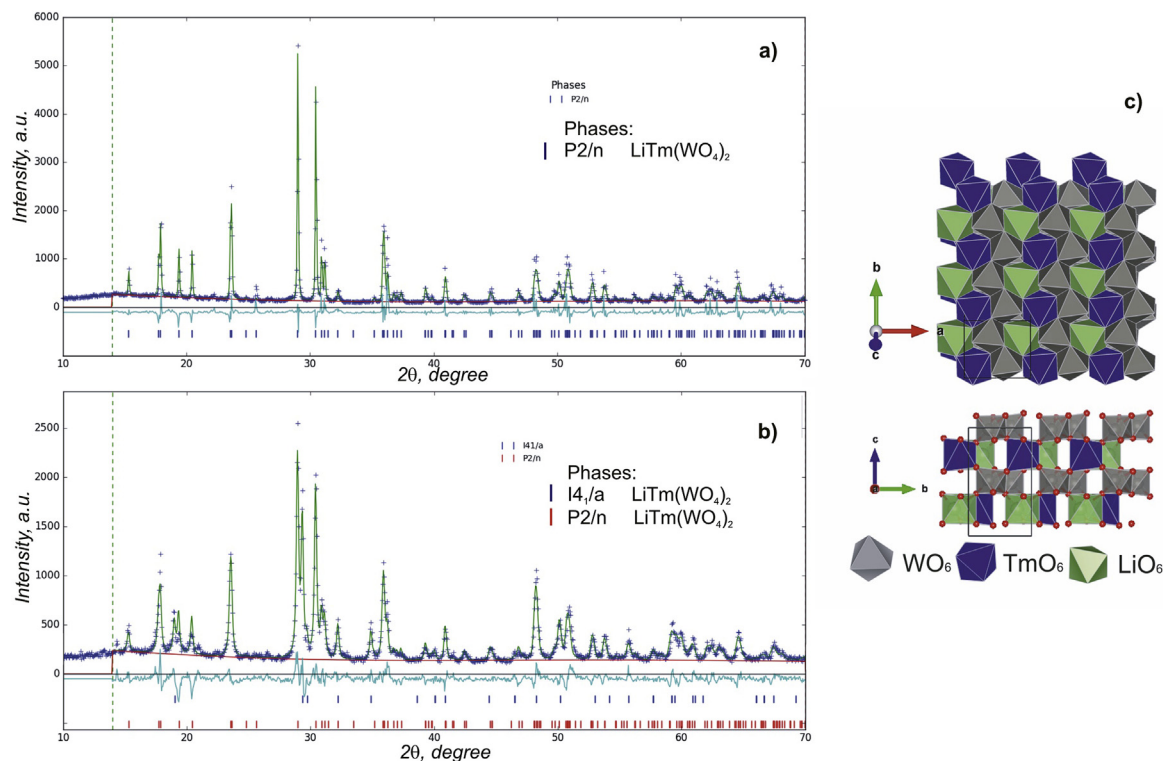 a)
6000
5000
4000
3000
2000
1000
0
Intensity, a.u.
Phases
P2/n
Phases:
P2/n LiTm(WO₄)₂
10 20 30 40 50 60 70
2θ, degree
b)
2500
2000
1500
1000
500
0
Intensity, a.u.
I41/a
P2/n
Phases:
I4₁/a LiTm(WO₄)₂
P2/n LiTm(WO₄)₂
10 20 30 40 50 60 70
2θ, degree
c)
b
a
c
c
b
WO₆ TmO₆ LiO₆